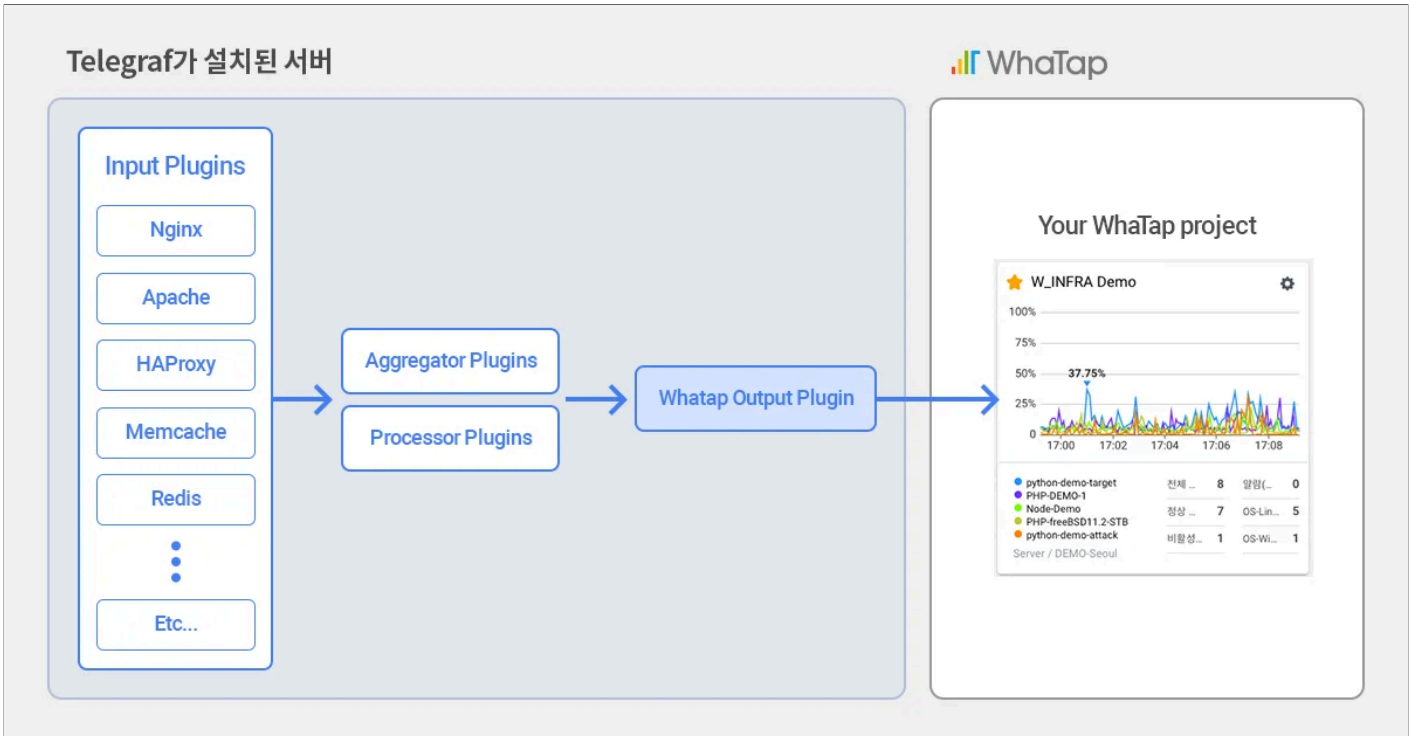 Telegraf가 설치된 서버
WhaTap
Input Plugins
Nginx
Apache
HAProxy
Memcache
Redis
Etc...
Aggregator Plugins
Processor Plugins
Whatap Output Plugin
Your WhaTap project
W_INFRA Demo
100%
75%
50%
37.75%
25%
0
17:00 17:02 17:04 17:06 17:08
python-demo-target
PHP-DEMO-1
Node-Demo
PHP-freeBSD11.2-STB
python-demo-attack
Server / DEMO-Seoul
전체 ... 8 알람(... 0
정상 ... 7 OS-Lin... 5
비활성... 1 OS-Wi... 1